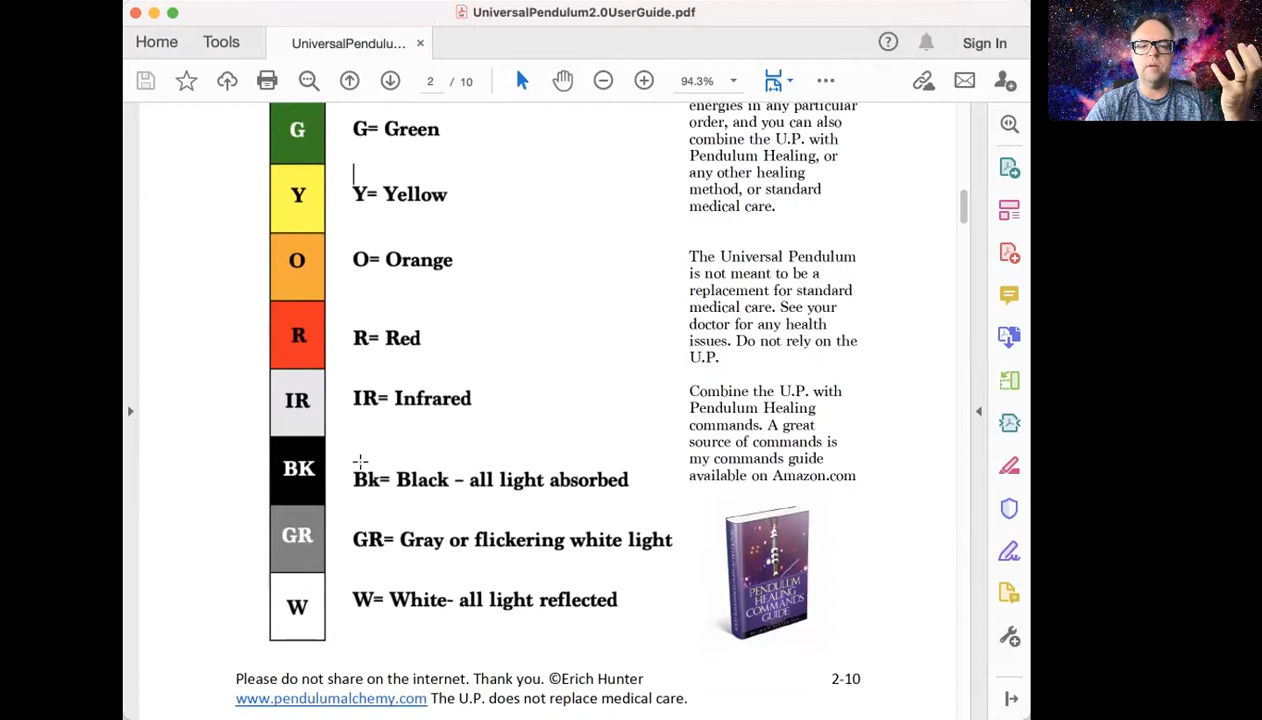 UniversalPendulum2.0UserGuide.pdf
Home
Tools
UniversalPendulu...
Sign In
2 / 10
94.3%
G
G= Green
Y
Y= Yellow
O
O= Orange
R
R= Red
IR
IR= Infrared
BK
Bk= Black – all light absorbed
GR
GR= Gray or flickering white light
W
W= White- all light reflected
energies in any particular
order, and you can also
combine the U.P. with
Pendulum Healing, or
any other healing
method, or standard
medical care.
The Universal Pendulum
is not meant to be a
replacement for standard
medical care. See your
doctor for any health
issues. Do not rely on the
U.P.
Combine the U.P. with
Pendulum Healing
commands. A great
source of commands is
my commands guide
available on Amazon.com
PENDULUM
HEALING
COMMANDS
GUIDE
Please do not share on the internet. Thank you. ©Erich Hunter
2-10
www.pendulumalchemy.com The U.P. does not replace medical care.